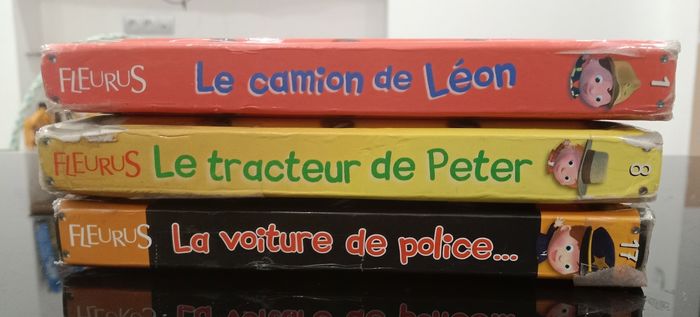 FLEURUS Le camion de Léon 1
FLEURUS Le tracteur de Peter 8
FLEURUS La voiture de police... 17